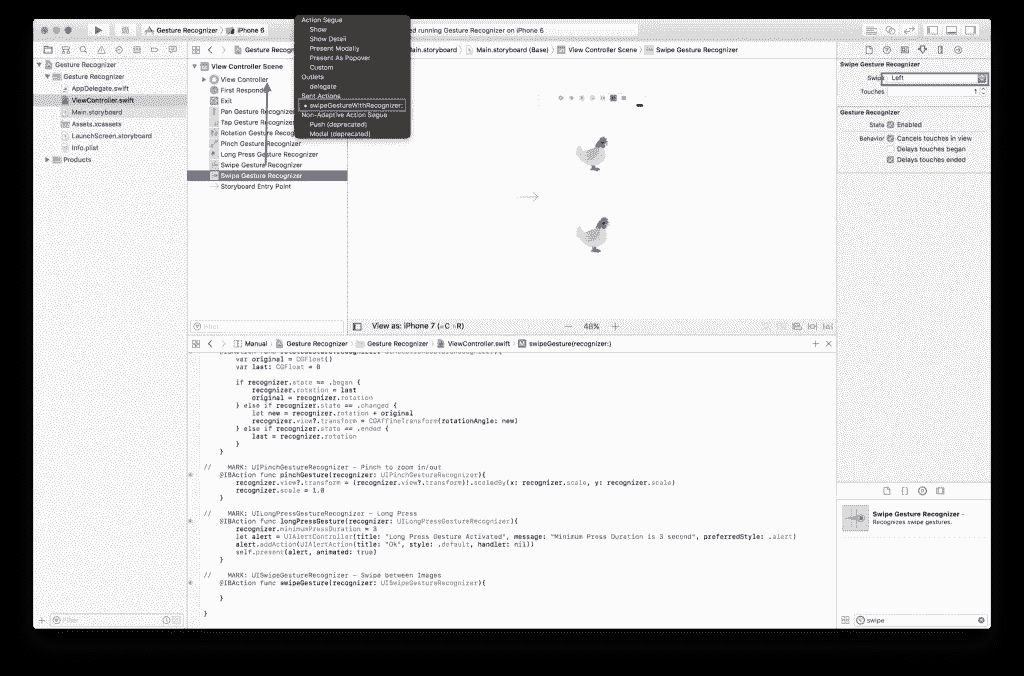 Gesture Recognizer
iPhone 6
ed running Gesture Recognizer on iPhone 6
Action Segue
Show
Show Detail
Present Modally
Present As Popover
Custom
Outlets
delegate
Sent Actions
swipeGestureWithRecognizer:
Non-Adaptive Action Segue
Push (deprecated)
Modal (deprecated)
Gesture Recognizer
Gesture Recognizer
AppDelegate.swift
ViewController.swift
Main.storyboard
Assets.xcassets
LaunchScreen.storyboard
Info.plist
Products
Filter
Gesture Recogn
Main.storyboard
Main.storyboard (Base)
View Controller Scene
Swipe Gesture Recognizer
View Controller Scene
View Controller
First Responde
Exit
Pan Gesture Recogn
Tap Gesture Recogn
Rotation Gesture Recog
Pinch Gesture Recognizer
Long Press Gesture Recognizer
Swipe Gesture Recognizer
Swipe Gesture Recognizer
Storyboard Entry Point
Filter
View as: iPhone 7 (wC hR)
48%
Manual
Gesture Recognizer
Gesture Recognizer
ViewController.swift
swipeGesture(recognizer:)
var original = CGFloat()
var last: CGFloat = 0
if recognizer.state == .began {
recognizer.rotation = last
original = recognizer.rotation
} else if recognizer.state == .changed {
let new = recognizer.rotation + original
recognizer.view?.transform = CGAffineTransform(rotationAngle: new)
} else if recognizer.state == .ended {
last = recognizer.rotation
}
}
// MARK: UIPinchGestureRecognizer - Pinch to zoom in/out
@IBAction func pinchGesture(recognizer: UIPinchGestureRecognizer){
recognizer.view?.transform = (recognizer.view?.transform)!.scaledBy(x: recognizer.scale, y: recognizer.scale)
recognizer.scale = 1.0
}
// MARK: UILongPressGestureRecognizer - Long Press
@IBAction func longPressGesture(recognizer: UILongPressGestureRecognizer){
recognizer.minimumPressDuration = 3
let alert = UIAlertController(title: "Long Press Gesture Activated", message: "Minimum Press Duration is 3 second", preferredStyle: .alert)
alert.addAction(UIAlertAction(title: "Ok", style: .default, handler: nil))
self.present(alert, animated: true)
}
// MARK: UISwipeGestureRecognizer - Swipe between Images
@IBAction func swipeGesture(recognizer: UISwipeGestureRecognizer){
}
}
Swipe Gesture Recognizer
Swipe Left
Touches 1
Gesture Recognizer
State Enabled
Behavior Cancels touches in view
Delays touches began
Delays touches ended
Swipe Gesture Recognizer -
Recognizes swipe gestures.
swipe